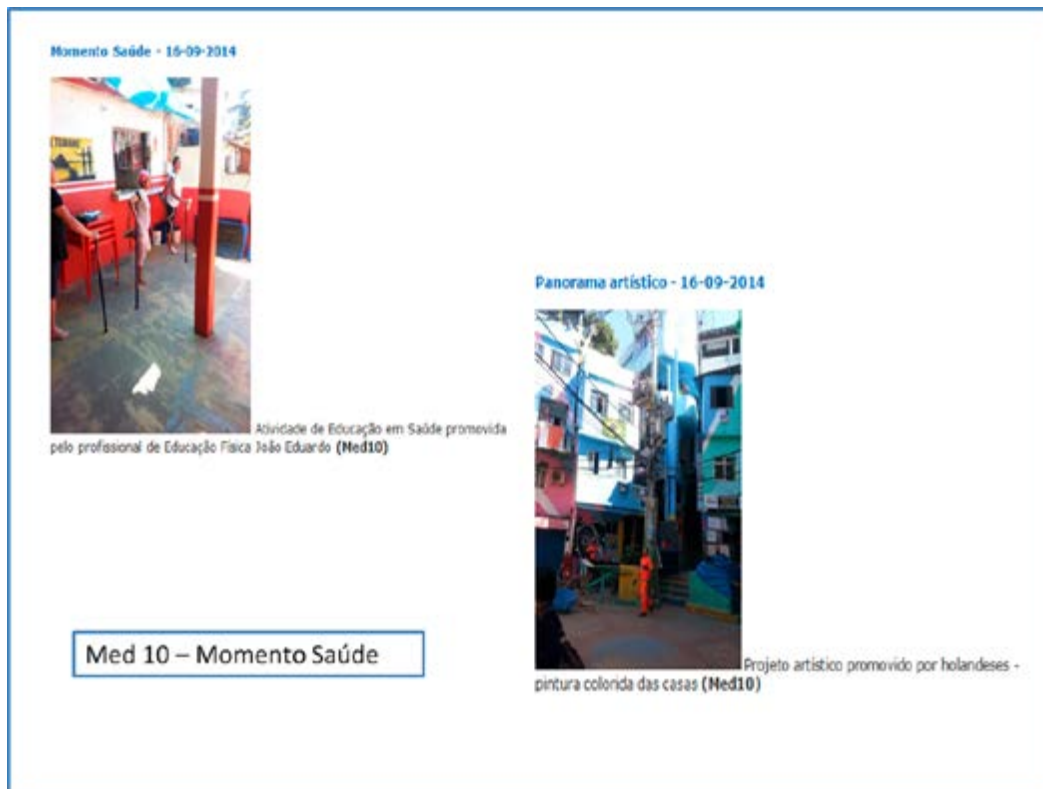 Momento Saúde - 16-09-2014
Atividade de Educação em Saúde promovida
pelo profissional de Educação Física João Eduardo (Med10)
Panorama artístico - 16-09-2014
Projeto artístico promovido por holandeses -
pintura colorida das casas (Med10)
Med 10 – Momento Saúde